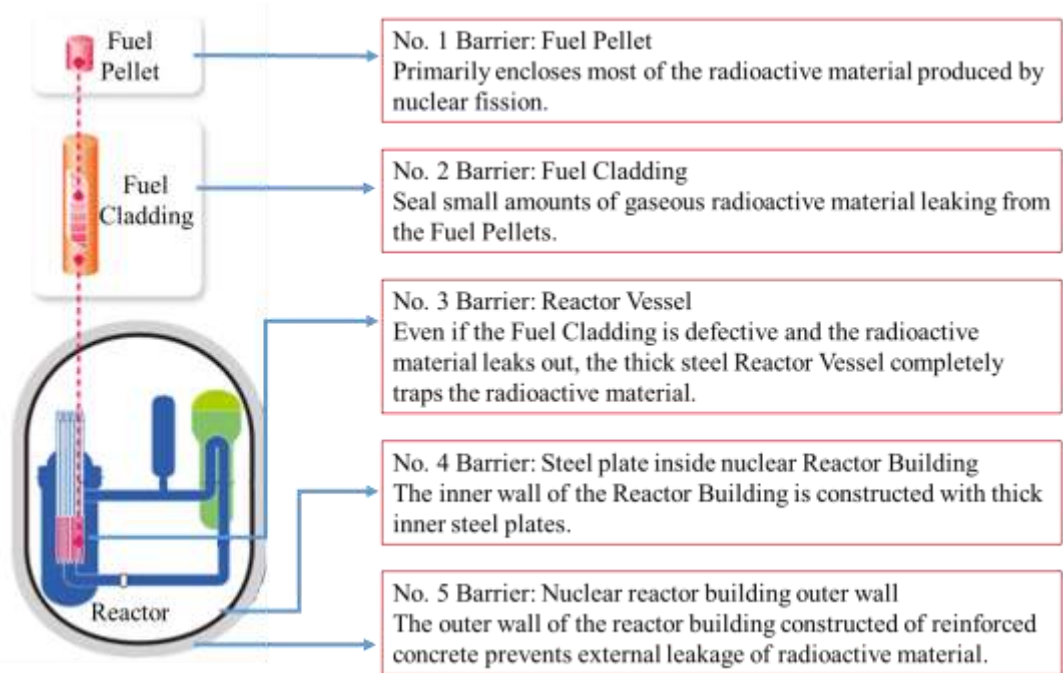 Fuel
Pellet
No. 1 Barrier: Fuel Pellet
Primarily encloses most of the radioactive material produced by
nuclear fission.
Fuel
Cladding
No. 2 Barrier: Fuel Cladding
Seal small amounts of gaseous radioactive material leaking from
the Fuel Pellets.
No. 3 Barrier: Reactor Vessel
Even if the Fuel Cladding is defective and the radioactive
material leaks out, the thick steel Reactor Vessel completely
traps the radioactive material.
No. 4 Barrier: Steel plate inside nuclear Reactor Building
The inner wall of the Reactor Building is constructed with thick
inner steel plates.
Reactor
No. 5 Barrier: Nuclear reactor building outer wall
The outer wall of the reactor building constructed of reinforced
concrete prevents external leakage of radioactive material.